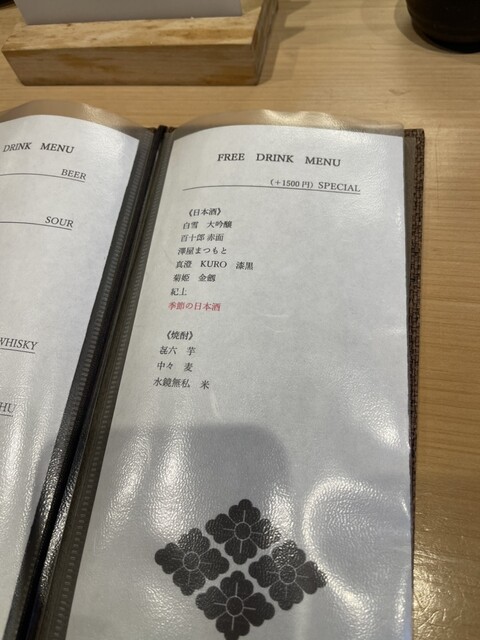 DRINK MENU
BEER
SOUR
WHISKY
HU
FREE DRINK MENU
(+1500円) SPECIAL
《日本酒》
白雪 大吟醸
百十郎 赤面
澤屋まつもと
真澄 KURO 漆黒
菊姫 金劔
紀土
季節の日本酒
《焼酎》
㐂六 芋
中々 麦
水鏡無私 米